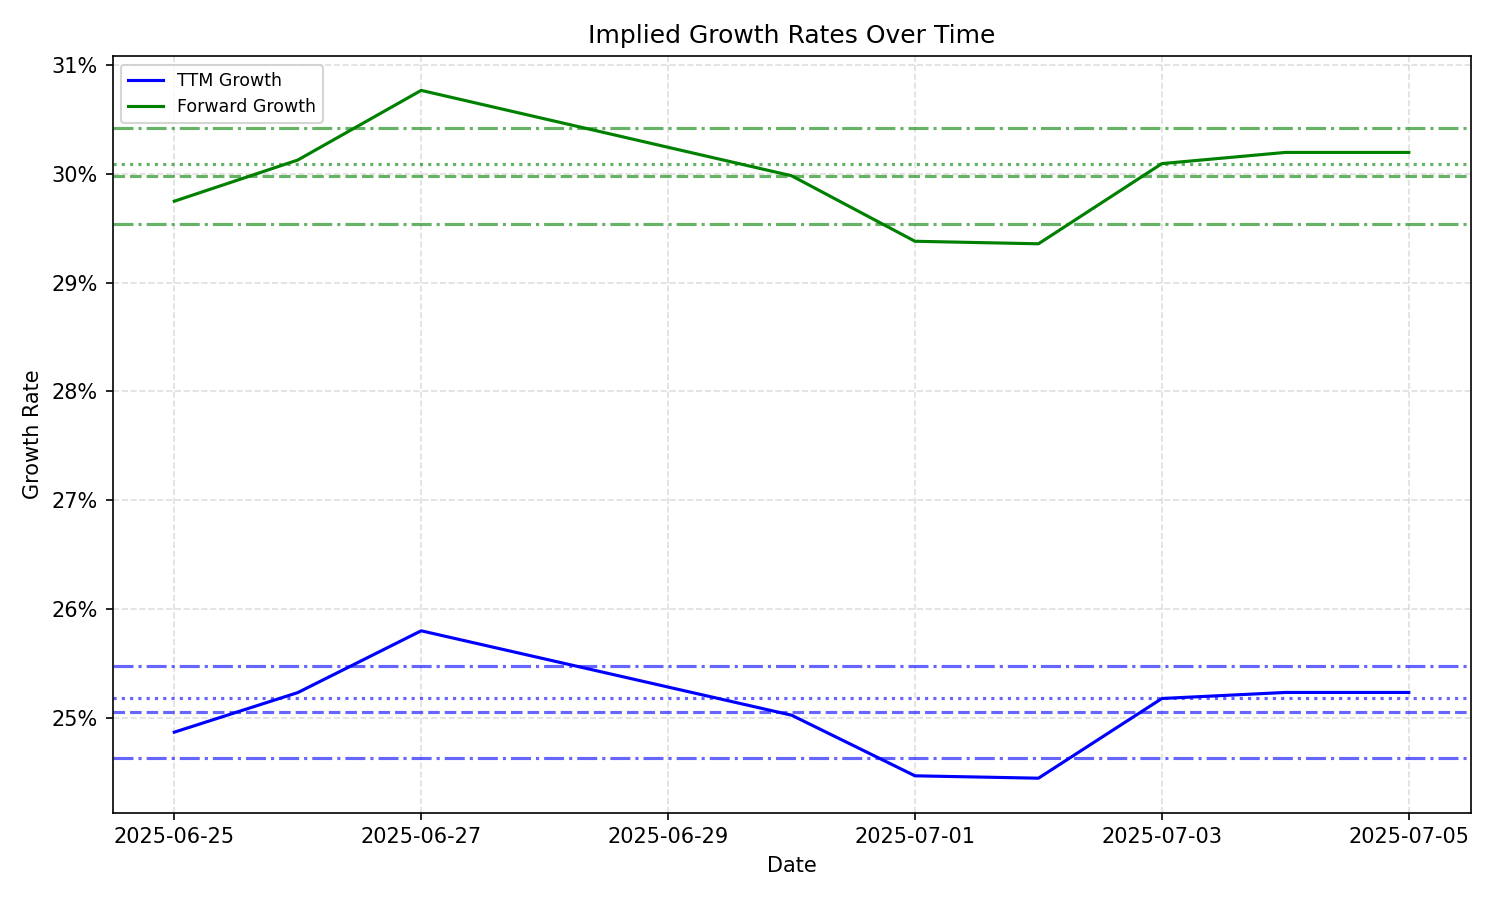 Implied Growth Rates Over Time
TTM Growth
Forward Growth
31%
30%
29%
28%
27%
26%
25%
Growth Rate
2025-06-25 2025-06-27 2025-06-29 2025-07-01 2025-07-03 2025-07-05
Date